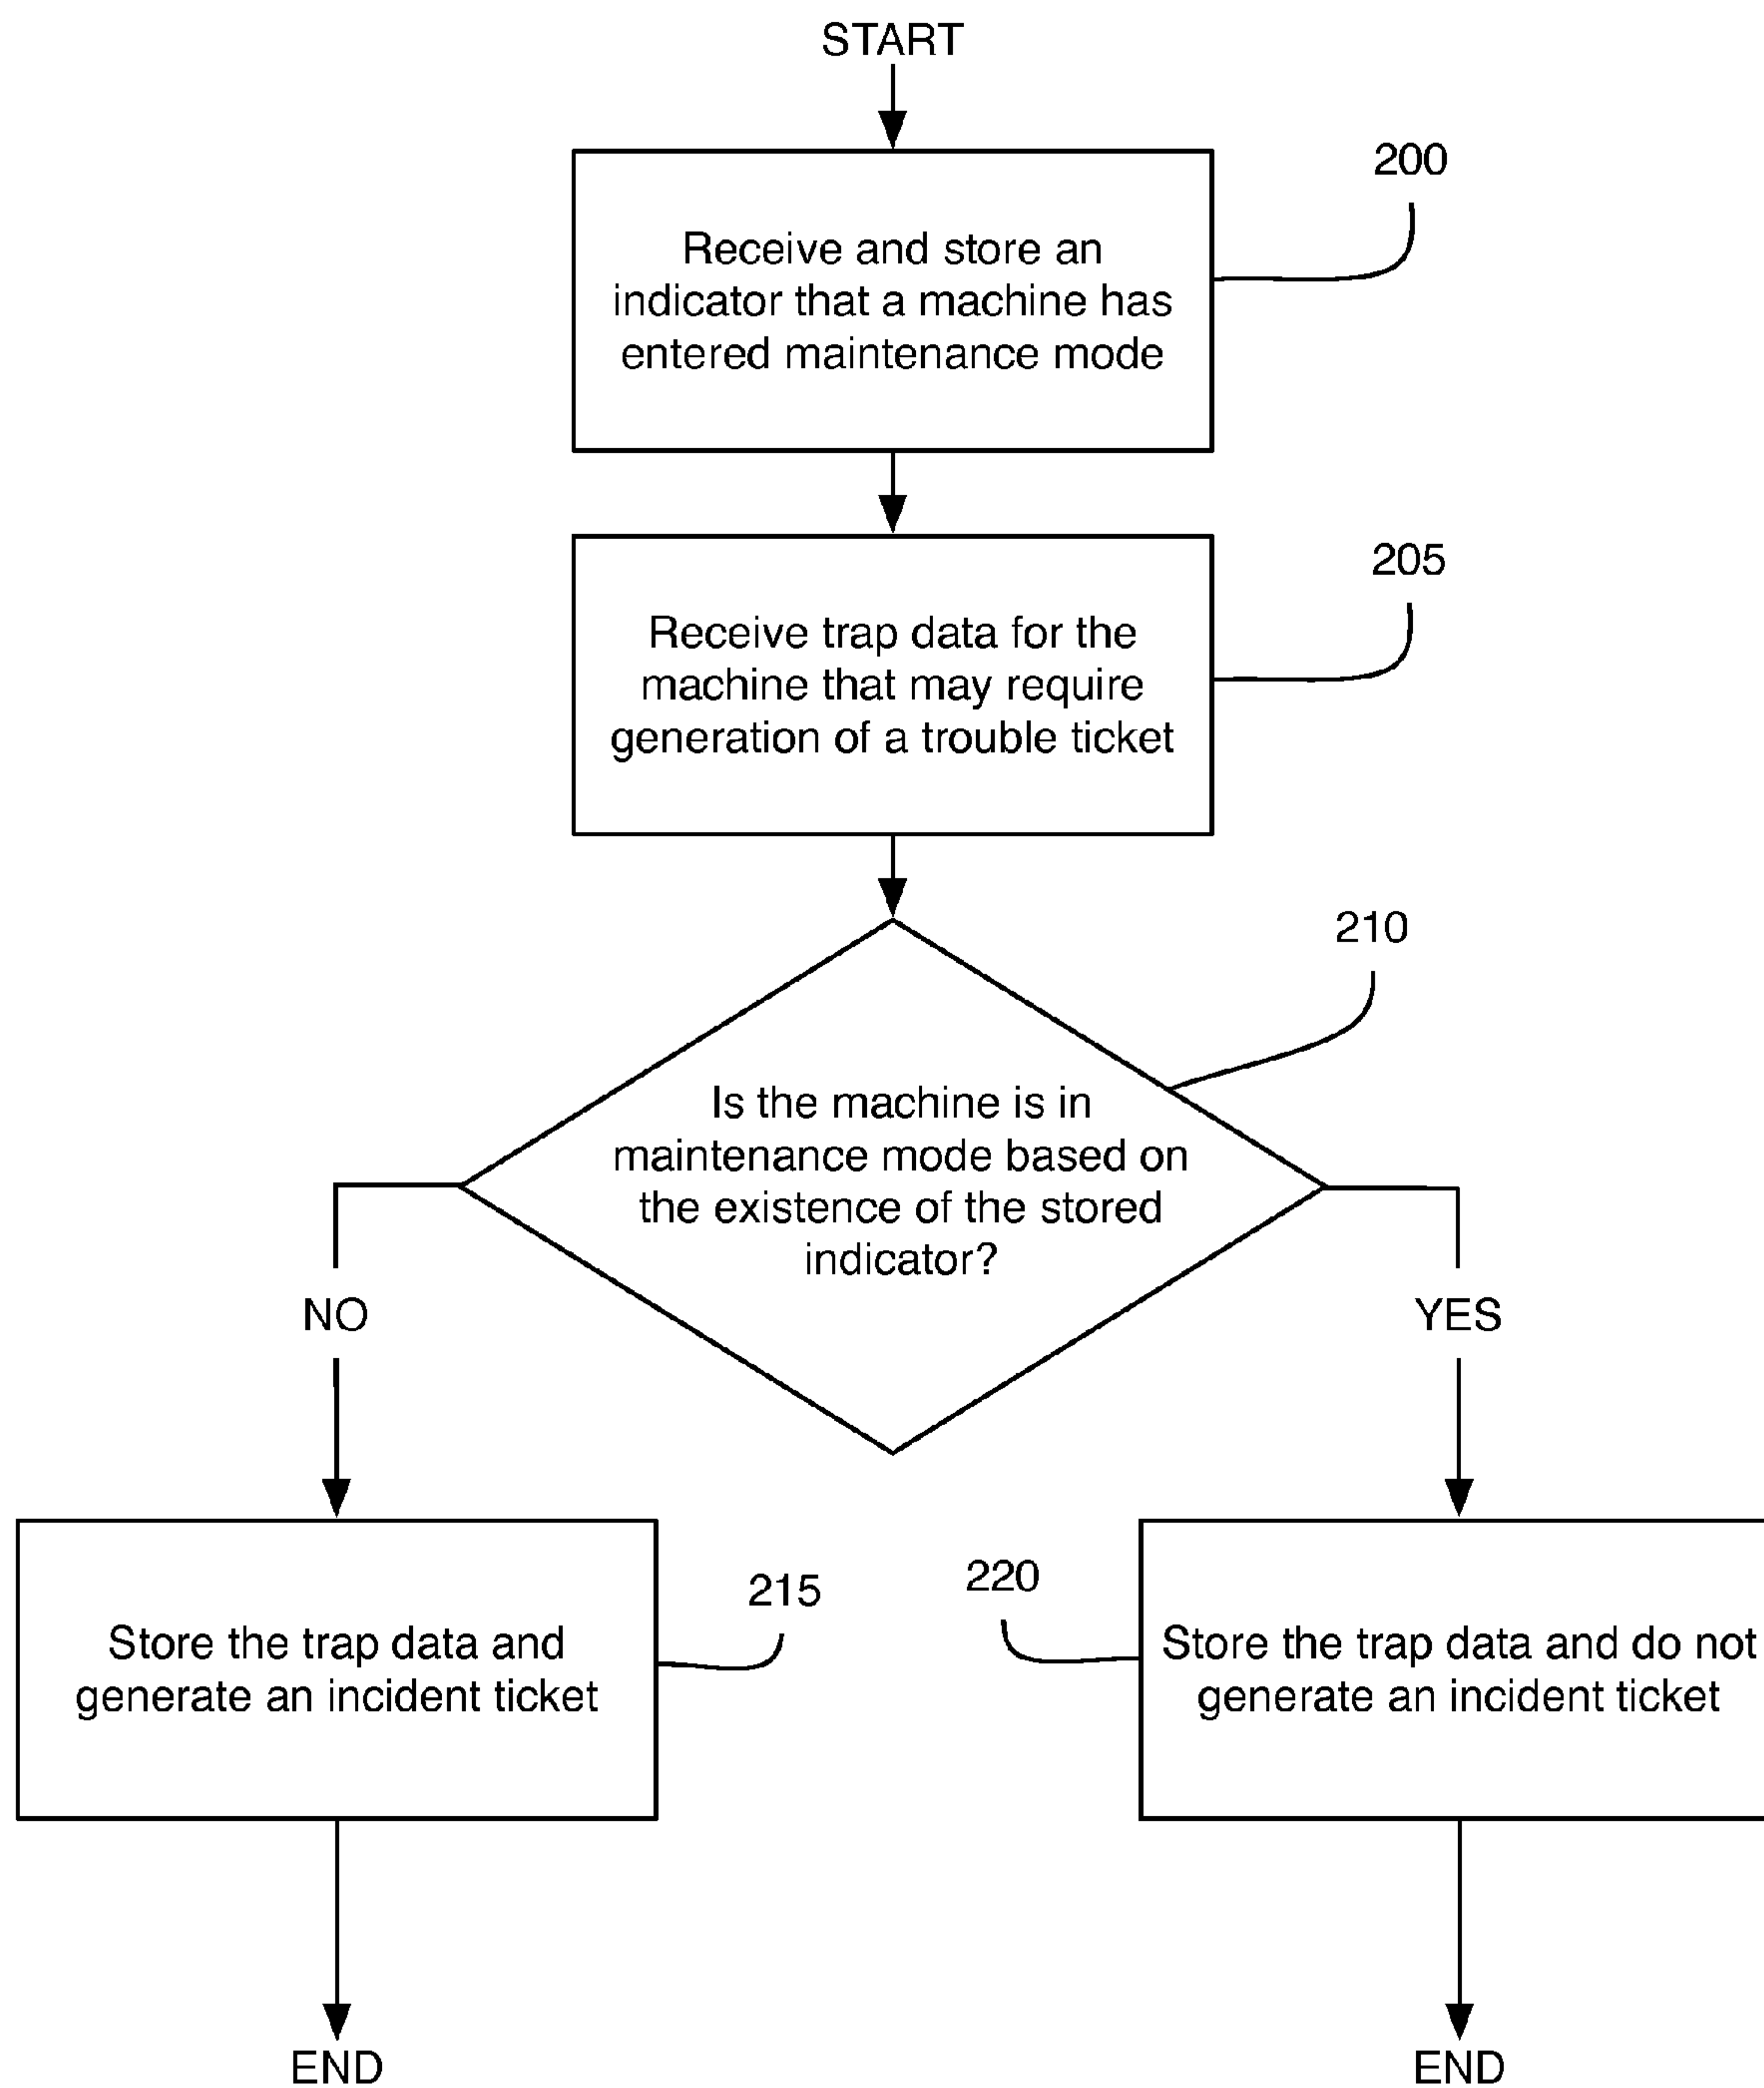 START
200
Receive and store an
indicator that a machine has
entered maintenance mode
205
Receive trap data for the
machine that may require
generation of a trouble ticket
210
Is the machine is in
maintenance mode based on
the existence of the stored
indicator?
NO
YES
215
220
Store the trap data and
generate an incident ticket
Store the trap data and do not
generate an incident ticket
END
END